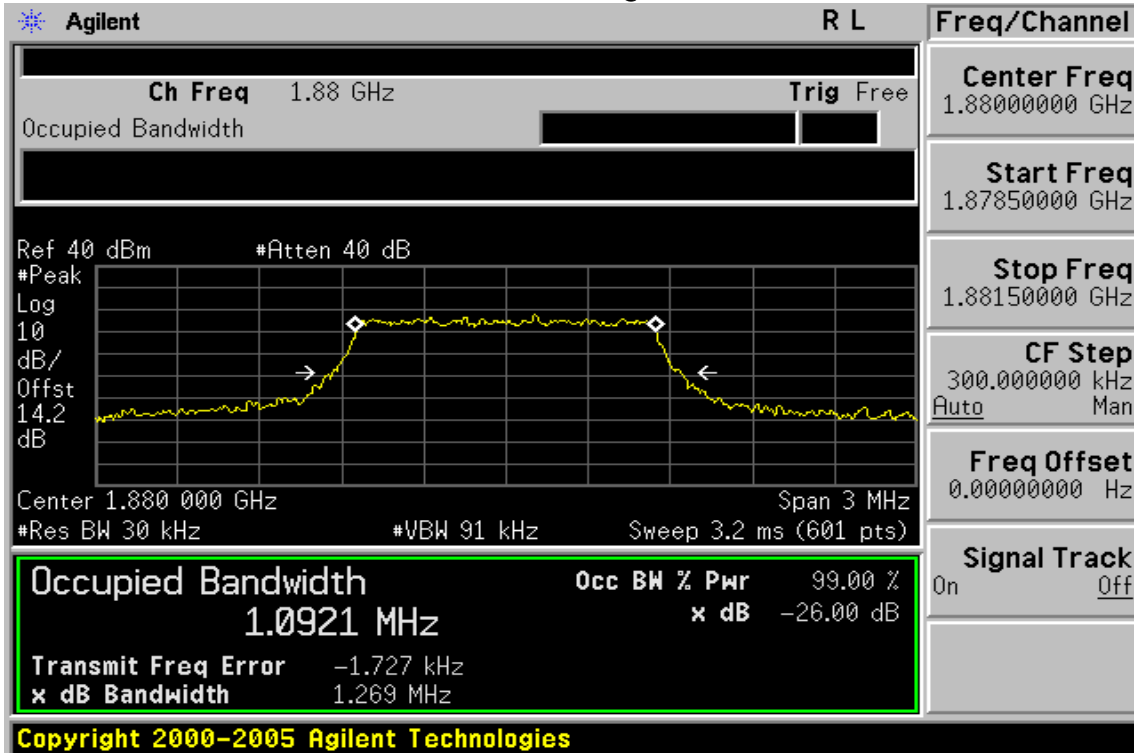 Agilent
R L
Freq/Channel
Ch Freq 1.88 GHz
Trig Free
Occupied Bandwidth
Center Freq
1.88000000 GHz
Start Freq
1.87850000 GHz
Stop Freq
1.88150000 GHz
CF Step
300.000000 kHz
Auto Man
Freq Offset
0.00000000 Hz
Signal Track
On Off
Ref 40 dBm #Atten 40 dB
#Peak
Log
10
dB/
Offst
14.2
dB
Center 1.880 000 GHz Span 3 MHz
#Res BW 30 kHz #VBW 91 kHz Sweep 3.2 ms (601 pts)
Occupied Bandwidth
1.0921 MHz
Occ BW % Pwr 99.00 %
x dB -26.00 dB
Transmit Freq Error -1.727 kHz
x dB Bandwidth 1.269 MHz
Copyright 2000-2005 Agilent Technologies